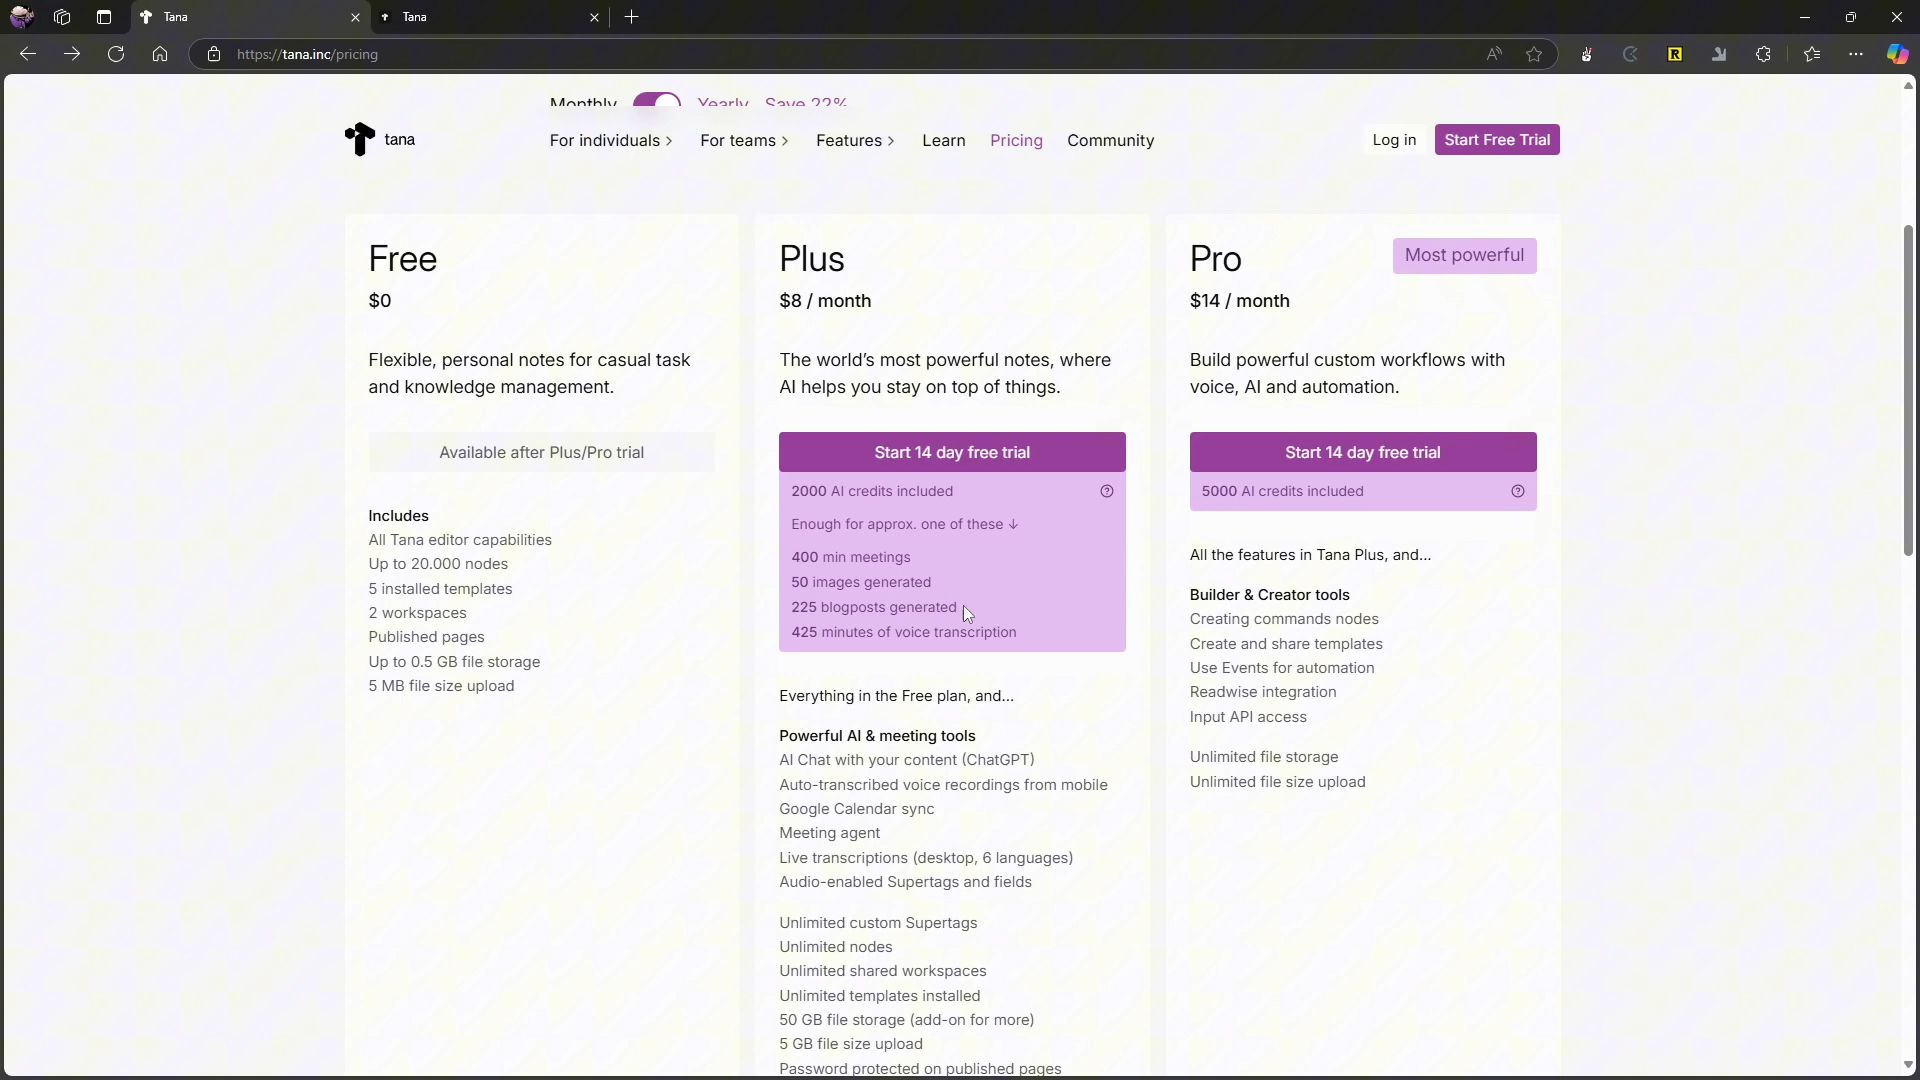 Tana
Tana
https://tana.inc/pricing
Monthly Yearly Save 22%
tana
For individuals
For teams
Features
Learn
Pricing
Community
Log in
Start Free Trial
Free
$0
Flexible, personal notes for casual task
and knowledge management.
Available after Plus/Pro trial
Includes
All Tana editor capabilities
Up to 20.000 nodes
5 installed templates
2 workspaces
Published pages
Up to 0.5 GB file storage
5 MB file size upload
Plus
$8 / month
The world's most powerful notes, where
AI helps you stay on top of things.
Start 14 day free trial
2000 AI credits included
Enough for approx. one of these ↓
400 min meetings
50 images generated
225 blogposts generated
425 minutes of voice transcription
Everything in the Free plan, and...
Powerful AI & meeting tools
AI Chat with your content (ChatGPT)
Auto-transcribed voice recordings from mobile
Google Calendar sync
Meeting agent
Live transcriptions (desktop, 6 languages)
Audio-enabled Supertags and fields
Unlimited custom Supertags
Unlimited nodes
Unlimited shared workspaces
Unlimited templates installed
50 GB file storage (add-on for more)
5 GB file size upload
Password protected on published pages
Pro
Most powerful
$14 / month
Build powerful custom workflows with
voice, AI and automation.
Start 14 day free trial
5000 AI credits included
All the features in Tana Plus, and...
Builder & Creator tools
Creating commands nodes
Create and share templates
Use Events for automation
Readwise integration
Input API access
Unlimited file storage
Unlimited file size upload